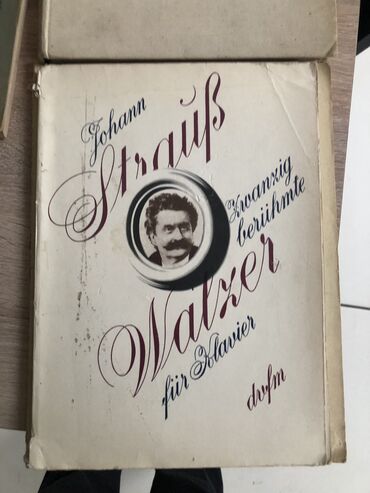 Johann
Strauß
Zwanzig
berühmte
Walzer
für Klavier
dvfm